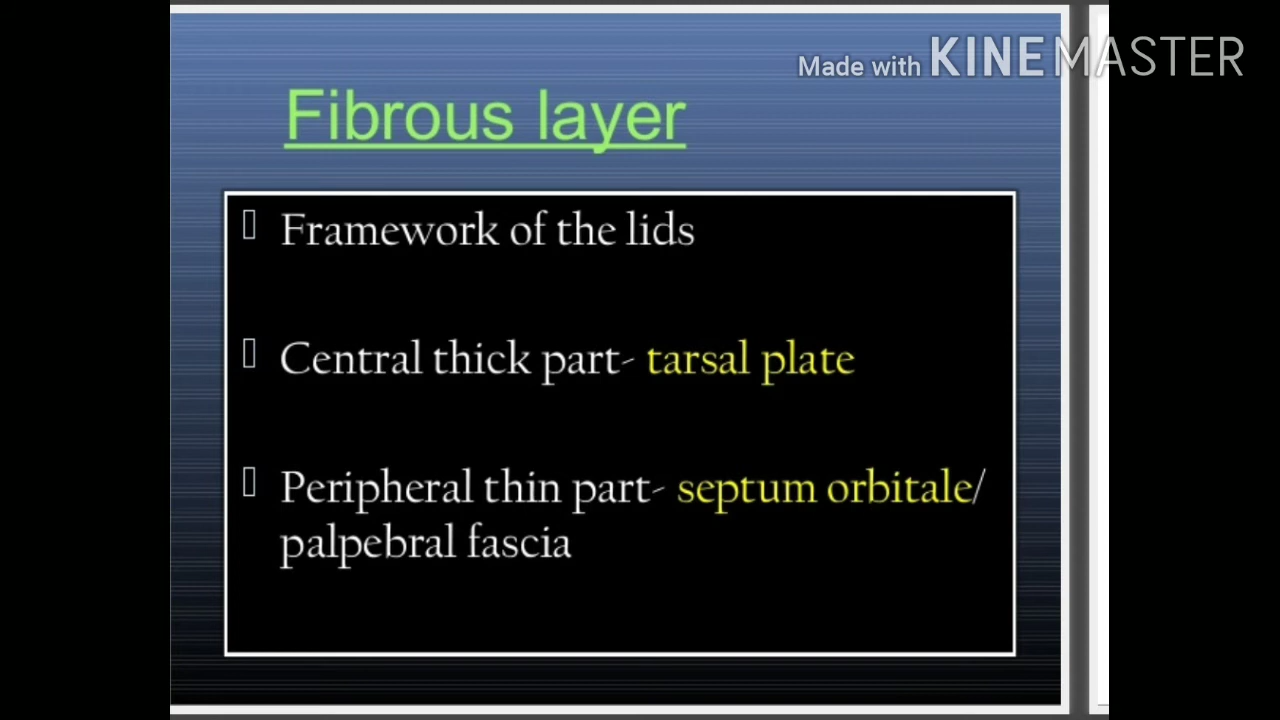 Made with KINEMASTER
Fibrous layer
Framework of the lids
Central thick part- tarsal plate
Peripheral thin part- septum orbitale/
palpebral fascia